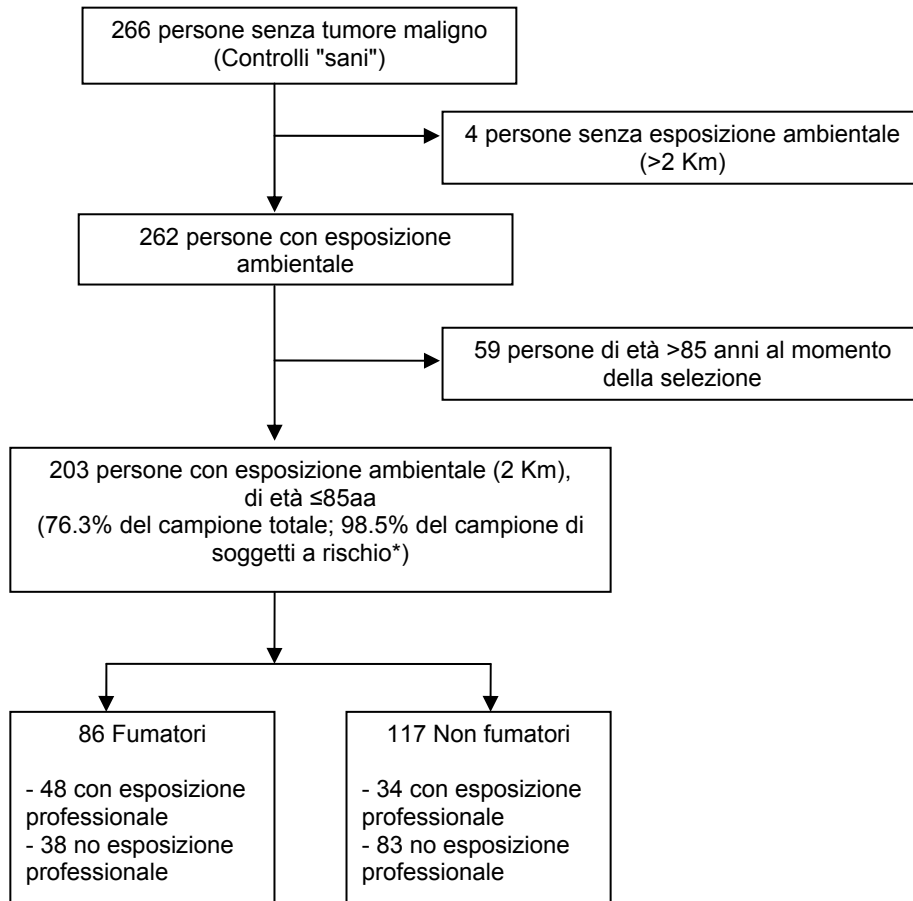 266 persone senza tumore maligno
(Controlli "sani")
4 persone senza esposizione ambientale
(>2 Km)
262 persone con esposizione
ambientale
59 persone di età >85 anni al momento
della selezione
203 persone con esposizione ambientale (2 Km),
di età ≤85aa
(76.3% del campione totale; 98.5% del campione di
soggetti a rischio*)
86 Fumatori
- 48 con esposizione
professionale
- 38 no esposizione
professionale
117 Non fumatori
- 34 con esposizione
professionale
- 83 no esposizione
professionale